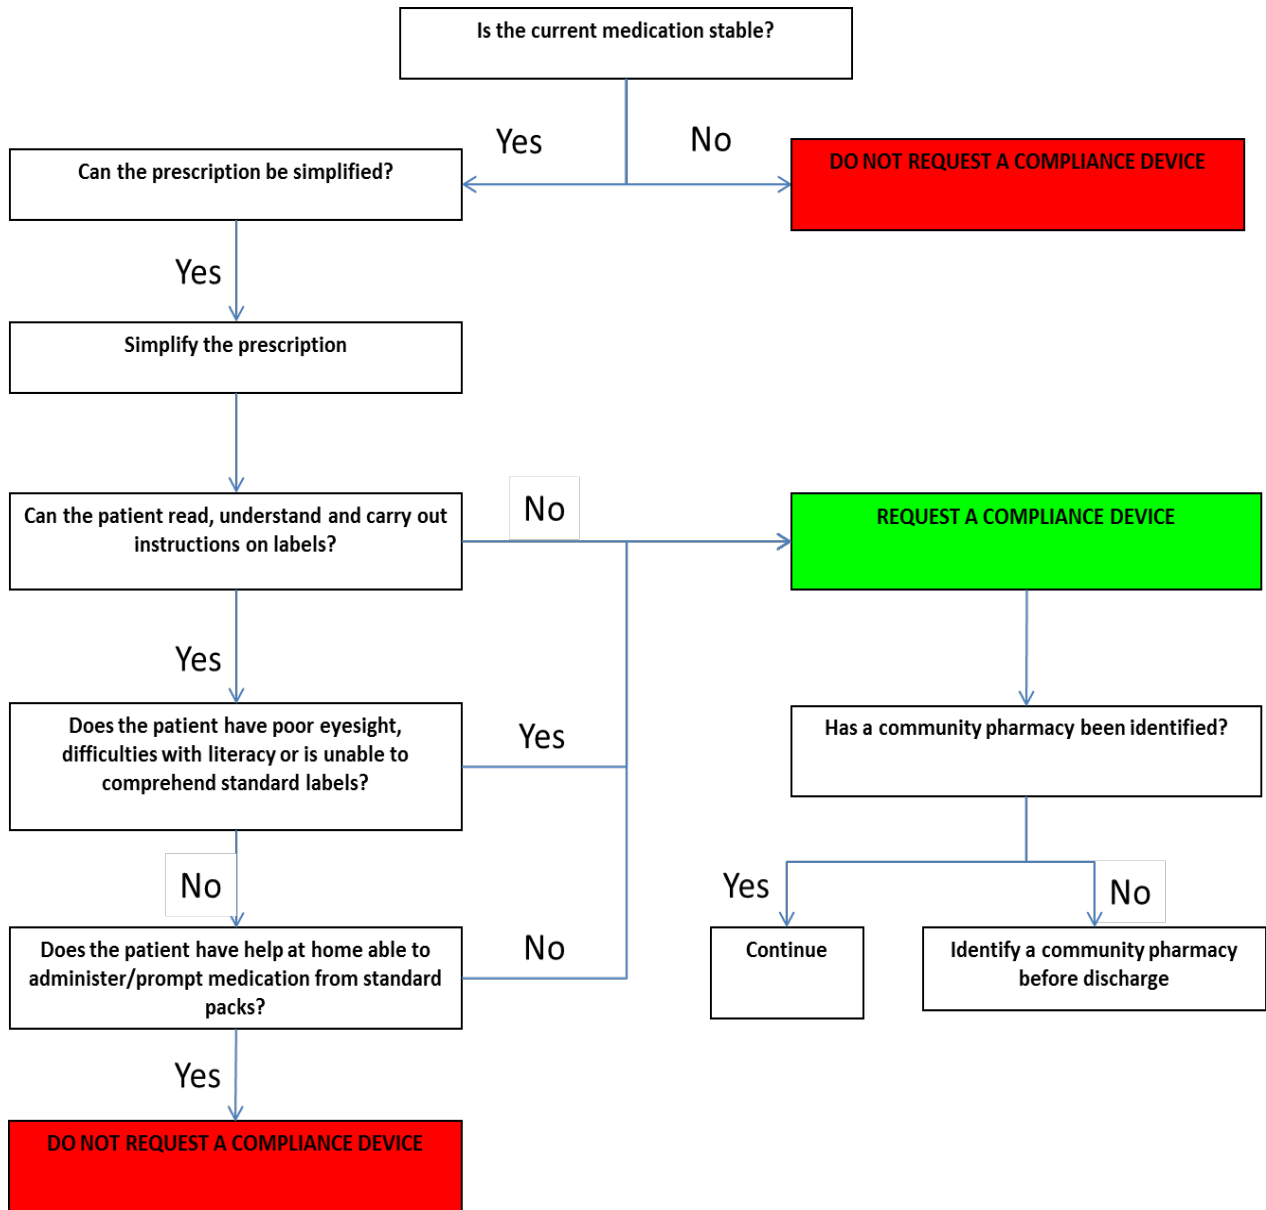 Is the current medication stable?
Yes
No
Can the prescription be simplified?
DO NOT REQUEST A COMPLIANCE DEVICE
Yes
Simplify the prescription
Can the patient read, understand and carry out
instructions on labels?
No
REQUEST A COMPLIANCE DEVICE
Yes
Does the patient have poor eyesight,
difficulties with literacy or is unable to
comprehend standard labels?
Yes
Has a community pharmacy been identified?
No
Yes
No
Does the patient have help at home able to
administer/prompt medication from standard
packs?
No
Continue
Identify a community pharmacy
before discharge
Yes
DO NOT REQUEST A COMPLIANCE DEVICE